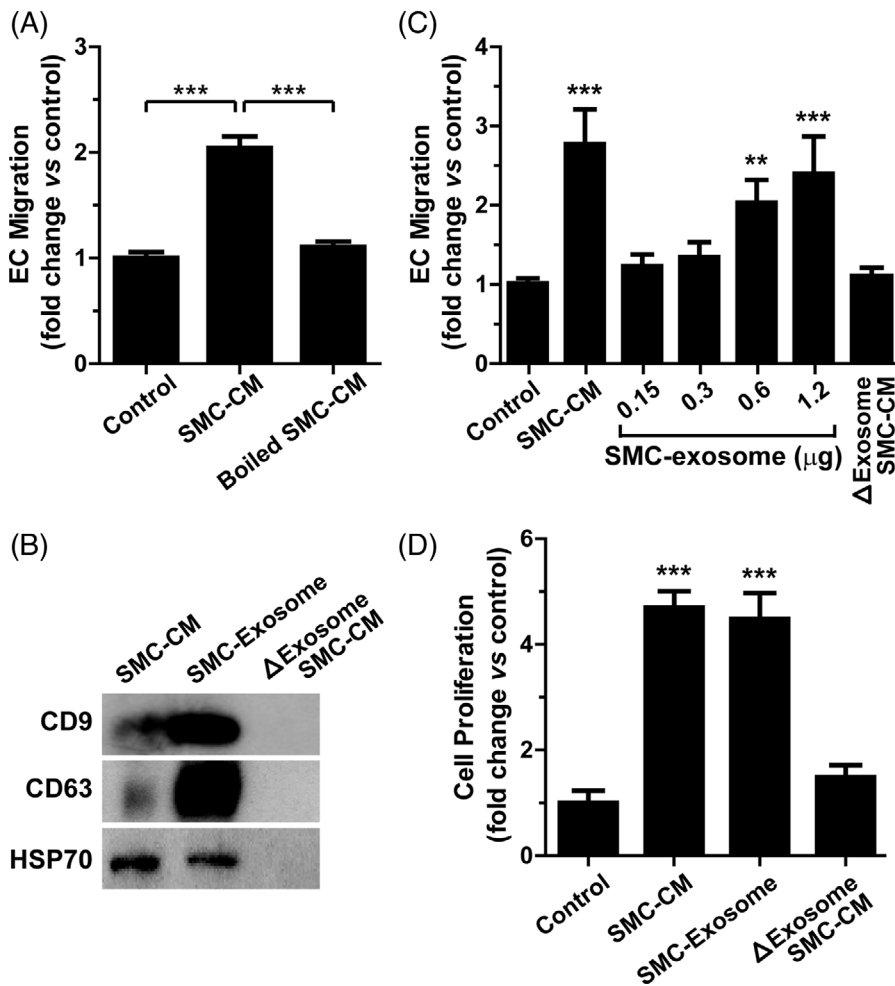 (A)
EC Migration
(fold change vs control)
3
2
1
0
***
***
Control
SMC-CM
Boiled SMC-CM
(C)
EC Migration
(fold change vs control)
4
3
2
1
0
***
**
***
Control
SMC-CM
0.15
0.3
0.6
1.2
SMC-exosome (μg)
ΔExosome
SMC-CM
(B)
SMC-CM
SMC-Exosome
ΔExosome
SMC-CM
CD9
CD63
HSP70
(D)
Cell Proliferation
(fold change vs control)
6
4
2
0
***
***
Control
SMC-CM
SMC-Exosome
ΔExosome
SMC-CM